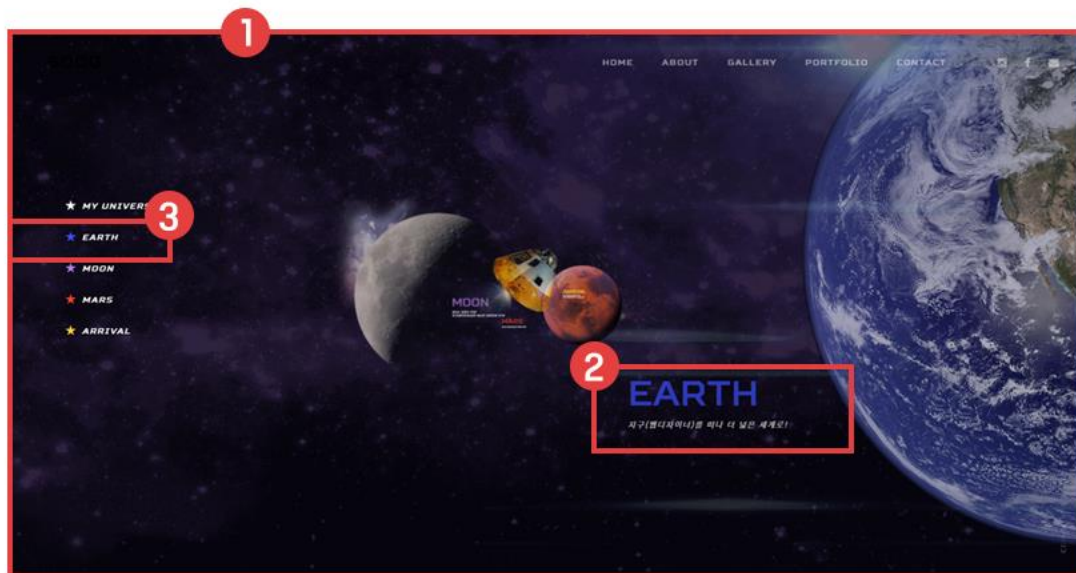 1
HOME ABOUT GALLERY PORTFOLIO CONTACT
MY UNIVERS
3
EARTH
MOON
MARS
ARRIVAL
MOON
MARS
2
EARTH
지구(웹디자이너)를 떠나 더 넓은 세계로!